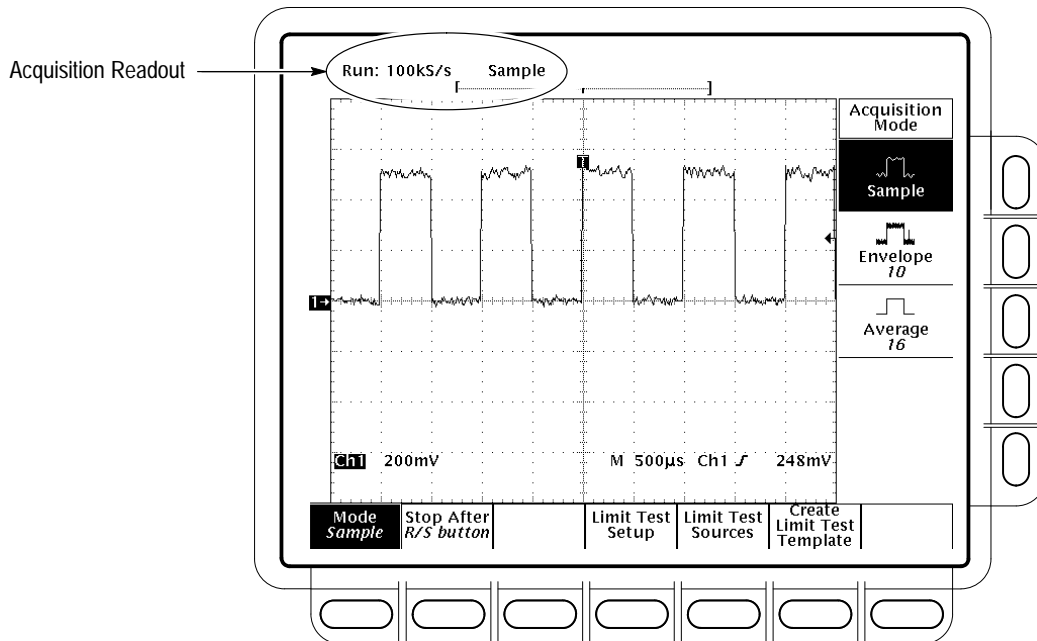 Acquisition Readout
Run: 100kS/s Sample
Acquisition
Mode
Sample
Envelope
10
Average
16
1→
Ch1 200mV M 500µs Ch1 248mV
Mode
Sample
Stop After
R/S button
Limit Test
Setup
Limit Test
Sources
Create
Limit Test
Template